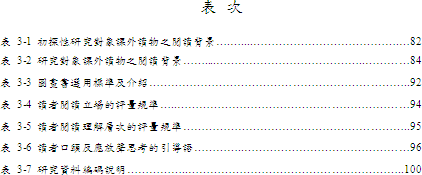 表 次
表 3-1 初探性研究對象課外讀物之閱讀背景..........82
表 3-2 研究對象課外讀物之閱讀背景..........84
表 3-3 圖畫書選用標準及介紹..........92
表 3-4 讀者閱讀立場的評量規準..........94
表 3-5 讀者閱讀理解層次的評量規準..........95
表 3-6 讀者口頭反應放聲思考的引導語..........96
表 3-7 研究資料編碼說明..........100